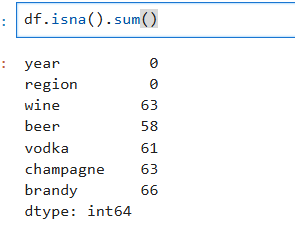 : df.isna().sum()
: year 0
region 0
wine 63
beer 58
vodka 61
champagne 63
brandy 66
dtype: int64